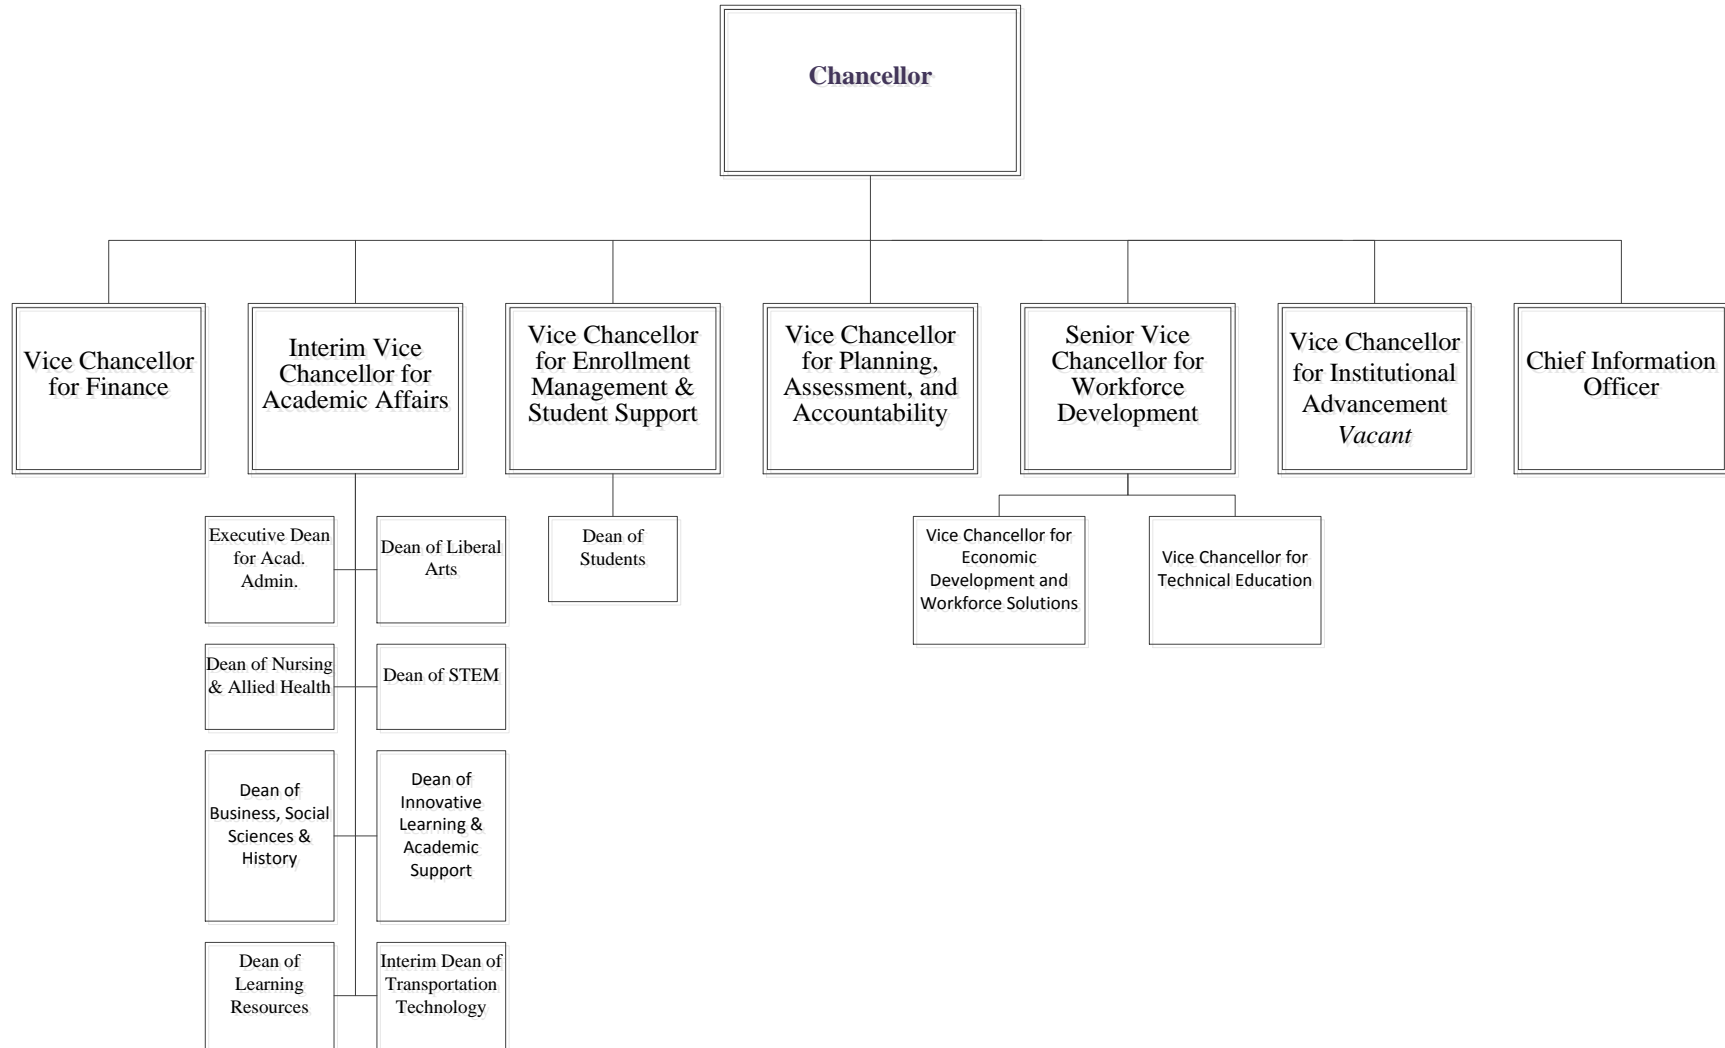 Chancellor
Vice Chancellor
for Finance
Interim Vice
Chancellor for
Academic Affairs
Vice Chancellor
for Enrollment
Management &
Student Support
Vice Chancellor
for Planning,
Assessment, and
Accountability
Senior Vice
Chancellor for
Workforce
Development
Vice Chancellor
for Institutional
Advancement
Vacant
Chief Information
Officer
Executive Dean
for Acad.
Admin.
Dean of Liberal
Arts
Dean of
Students
Vice Chancellor for
Economic
Development and
Workforce Solutions
Vice Chancellor for
Technical Education
Dean of Nursing
& Allied Health
Dean of STEM
Dean of
Business, Social
Sciences &
History
Dean of
Innovative
Learning &
Academic
Support
Dean of
Learning
Resources
Interim Dean of
Transportation
Technology